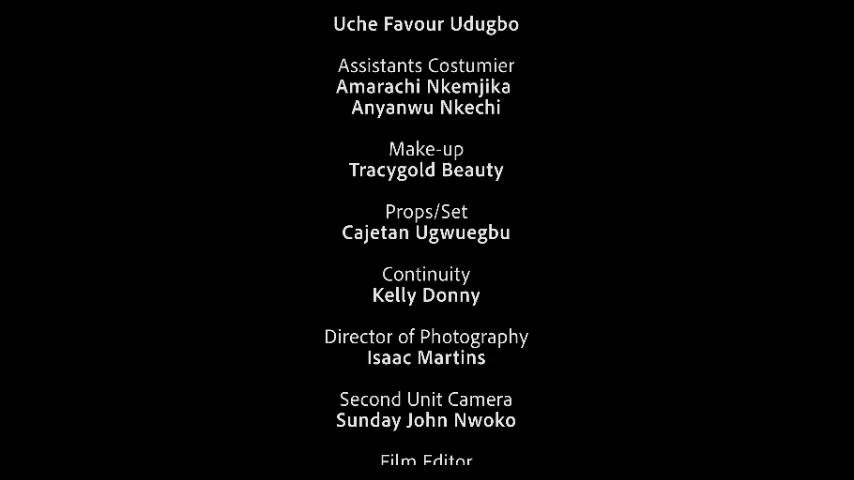 Uche Favour Udugbo
Assistants Costumier
Amarachi Nkemjika
Anyanwu Nkechi
Make-up
Tracygold Beauty
Props/Set
Cajetan Ugwuegbu
Continuity
Kelly Donny
Director of Photography
Isaac Martins
Second Unit Camera
Sunday John Nwoko
Film Editor